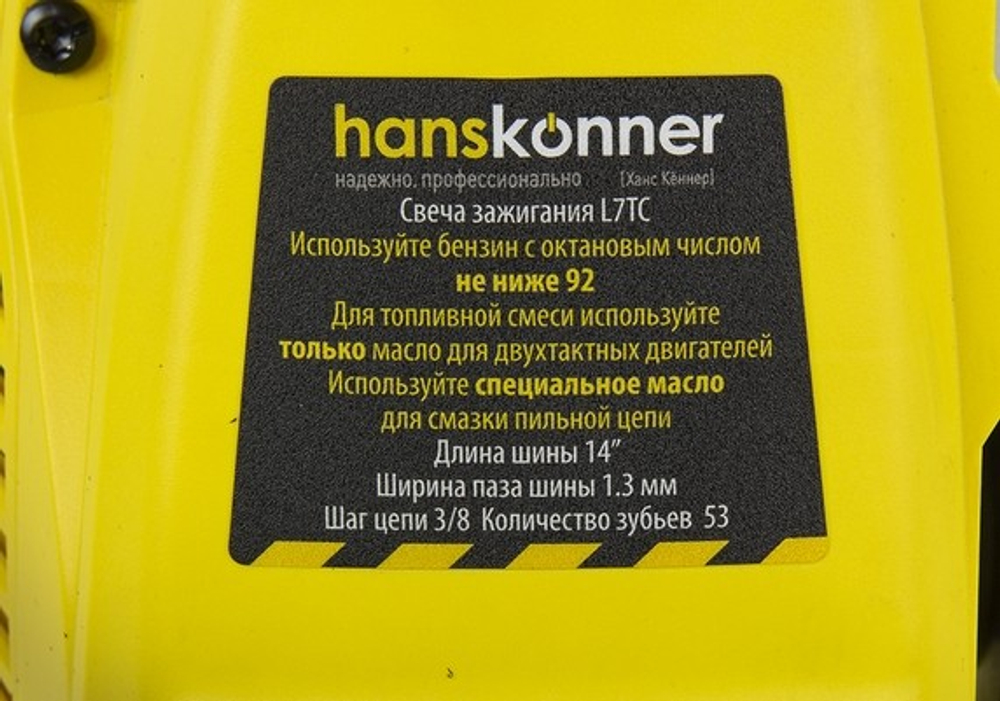 hanskönner
надежно. профессионально [Ханс Кённер]
Свеча зажигания L7TC
Используйте бензин с октановым числом
не ниже 92
Для топливной смеси используйте
только масло для двухтактных двигателей
Используйте специальное масло
для смазки пильной цепи
Длина шины 14”
Ширина паза шины 1.3 мм
Шаг цепи 3/8 Количество зубьев 53